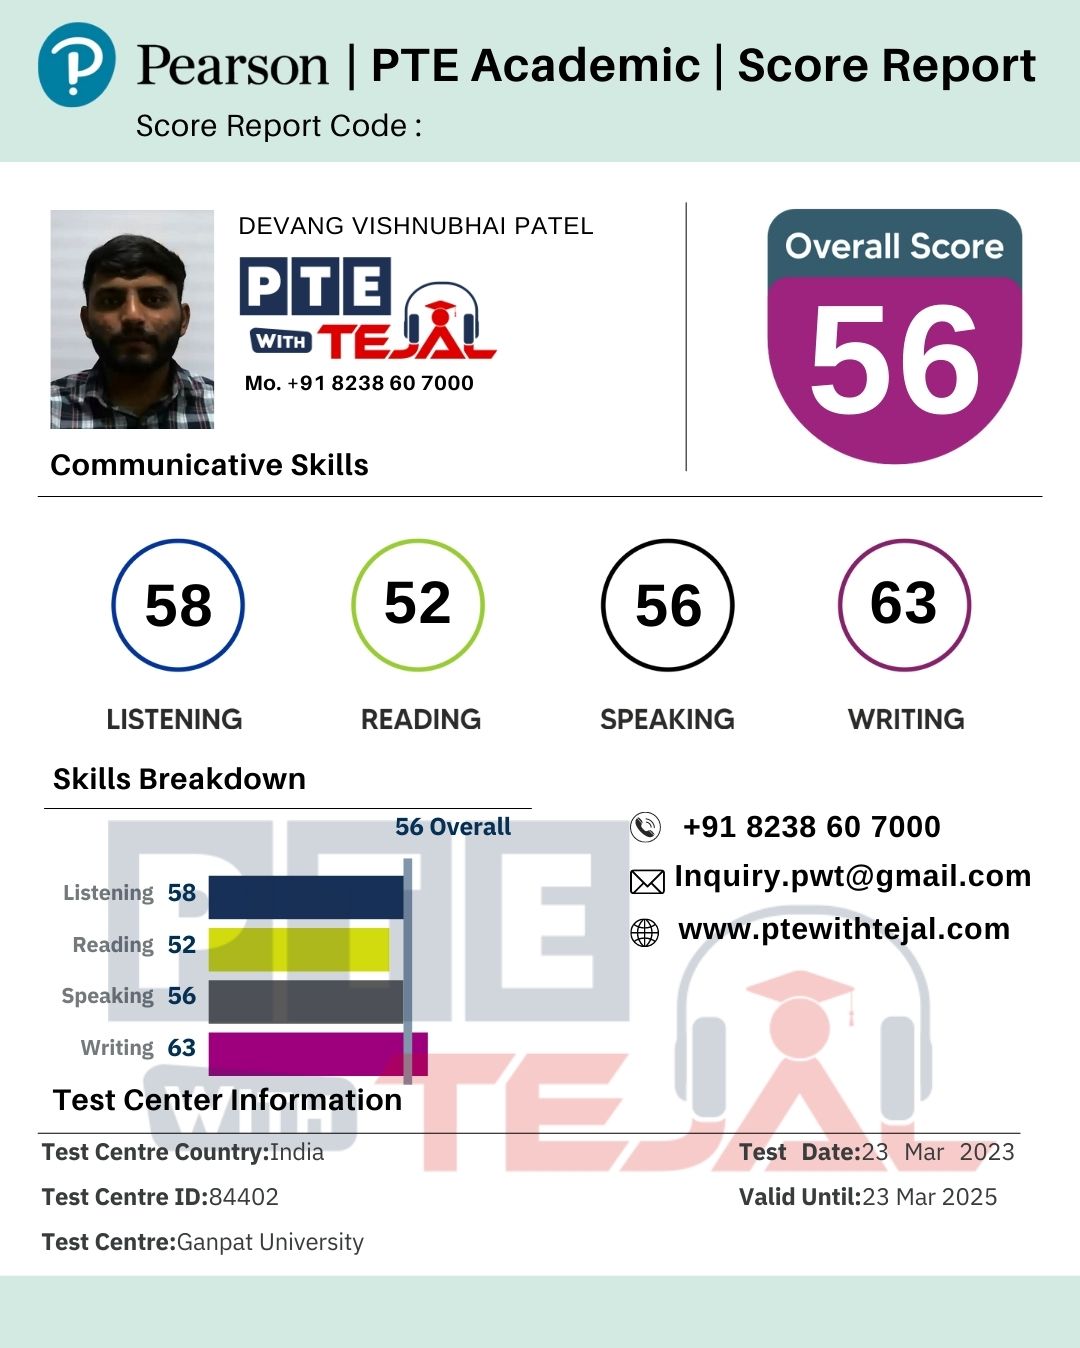 Pearson | PTE Academic | Score Report
Score Report Code :
DEVANG VISHNUBHAI PATEL
PTE
WITH TEJAL
Mo. +91 8238 60 7000
Overall Score
56
Communicative Skills
58 52 56 63
LISTENING READING SPEAKING WRITING
Skills Breakdown
56 Overall
Listening 58
Reading 52
Speaking 56
Writing 63
+91 8238 60 7000
Inquiry.pwt@gmail.com
www.ptewithtejal.com
PTE
WITH TEJAL
Test Center Information
Test Centre Country:India
Test Date:23 Mar 2023
Test Centre ID:84402
Valid Until:23 Mar 2025
Test Centre:Ganpat University